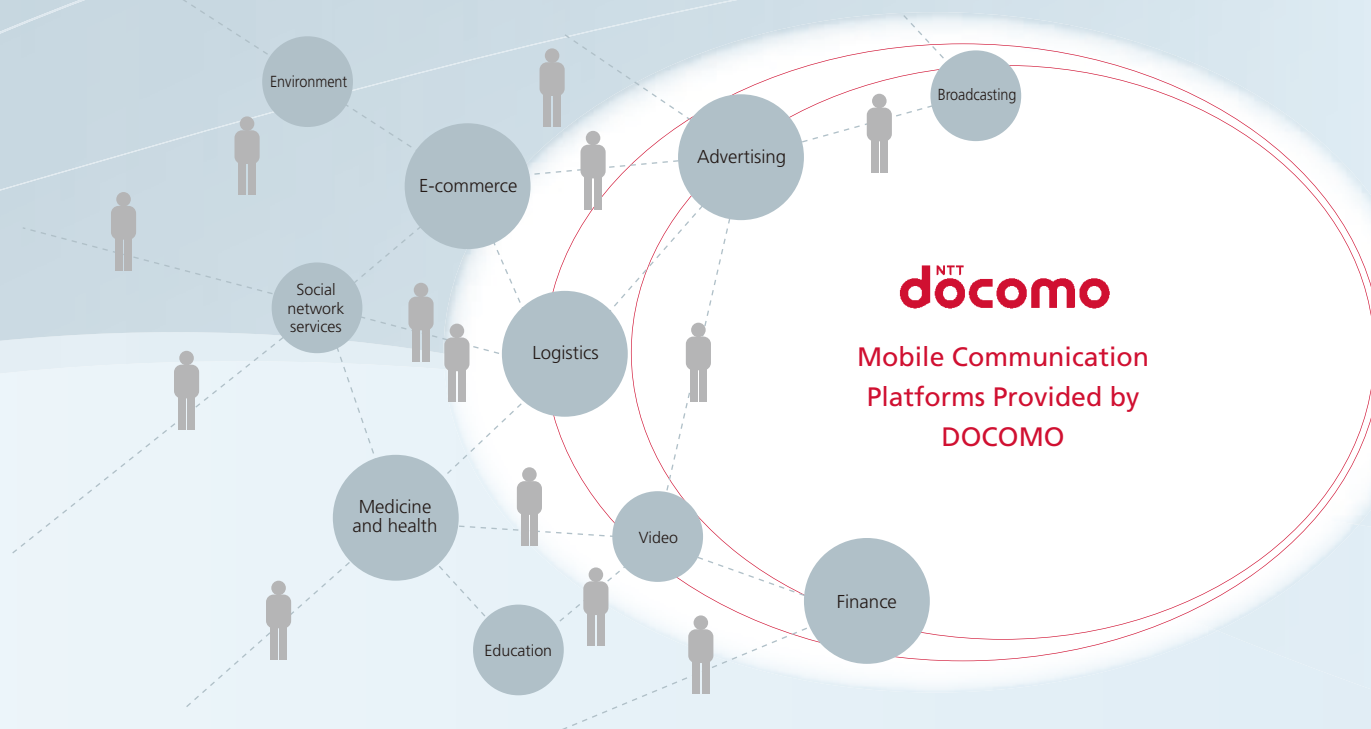 Environment
Broadcasting
Advertising
E-commerce
Social
network
services
Logistics
NTT
docomo
Mobile Communication
Platforms Provided by
DOCOMO
Medicine
and health
Video
Finance
Education